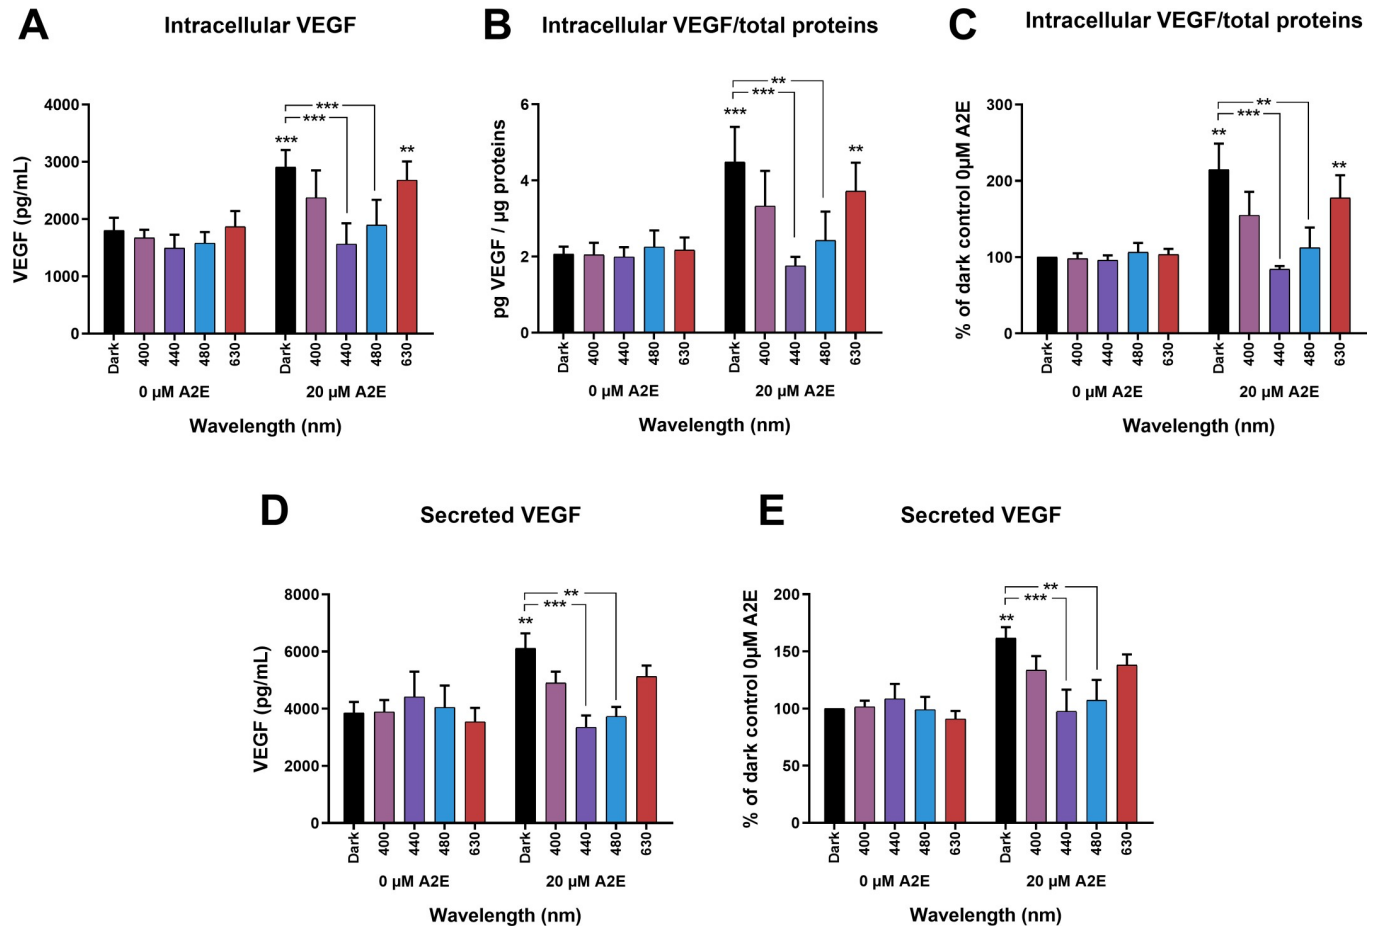 A
Intracellular VEGF
VEGF (pg/mL)
4000
3000
2000
1000
0
***
***
***
**
Dark
400
440
480
630
Dark
400
440
480
630
0 µM A2E
20 µM A2E
Wavelength (nm)
B
Intracellular VEGF/total proteins
pg VEGF / µg proteins
6
4
2
0
**
***
***
**
Dark
400
440
480
630
Dark
400
440
480
630
0 µM A2E
20 µM A2E
Wavelength (nm)
C
Intracellular VEGF/total proteins
% of dark control 0µM A2E
300
200
100
0
**
***
**
**
Dark
400
440
480
630
Dark
400
440
480
630
0 µM A2E
20 µM A2E
Wavelength (nm)
D
Secreted VEGF
VEGF (pg/mL)
8000
6000
4000
2000
0
**
***
**
Dark
400
440
480
630
Dark
400
440
480
630
0 µM A2E
20 µM A2E
Wavelength (nm)
E
Secreted VEGF
% of dark control 0µM A2E
200
150
100
50
0
**
***
**
Dark
400
440
480
630
Dark
400
440
480
630
0 µM A2E
20 µM A2E
Wavelength (nm)